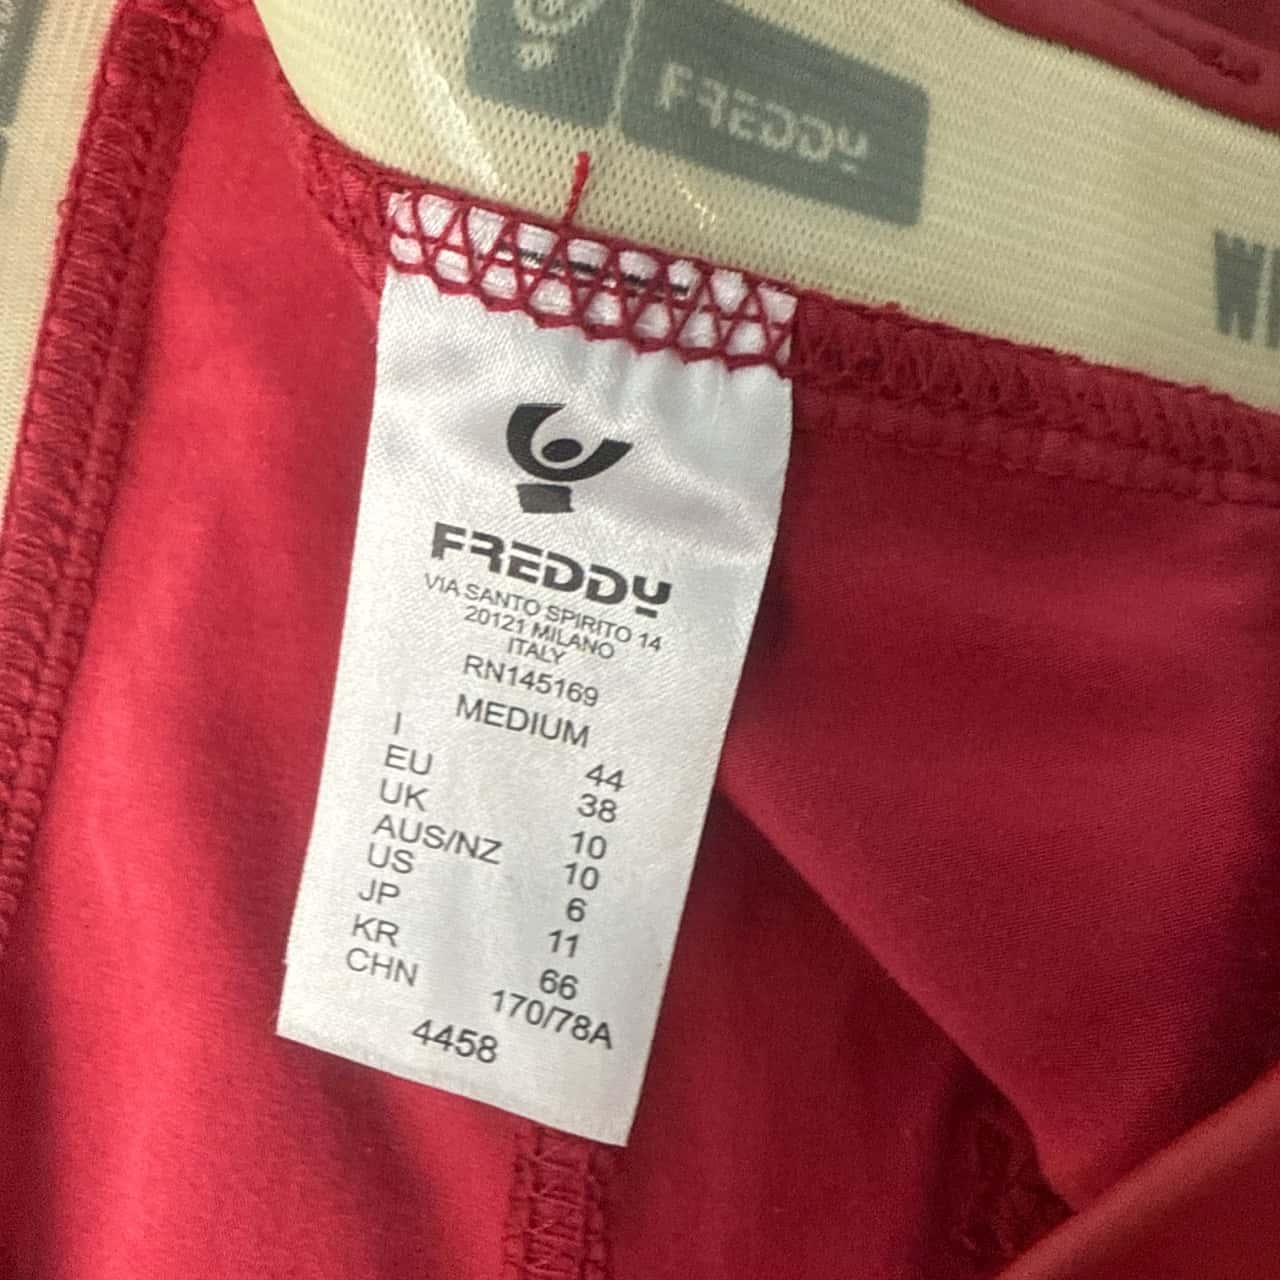 FREDDY
FREDDY
VIA SANTO SPIRITO 14
20121 MILANO
ITALY
RN145169
MEDIUM
I 44
EU 38
UK 10
AUS/NZ 10
US 6
JP 11
KR 66
CHN 170/78A
4458